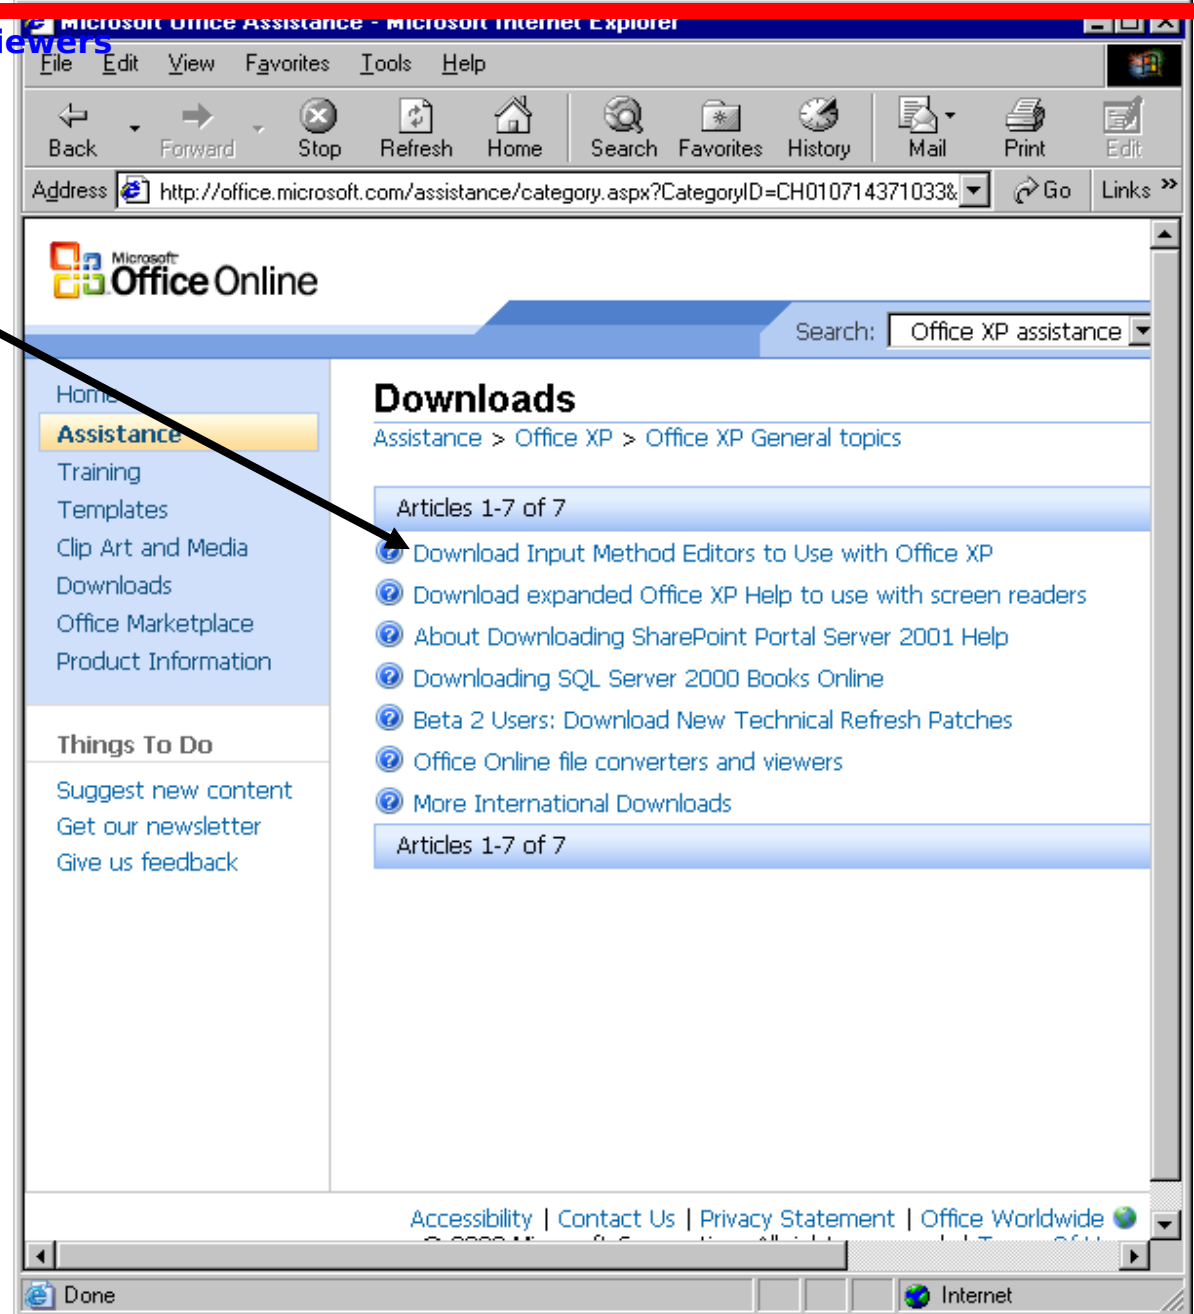 Microsoft Office Assistance - Microsoft Internet Explorer
iewers
File Edit View Favorites Tools Help
Back Forward Stop Refresh Home Search Favorites History Mail Print Edit
Address http://office.microsoft.com/assistance/category.aspx?CategoryID=CH010714371033& Go Links »
Microsoft
Office Online
Search: Office XP assistance
Home
Assistance
Training
Templates
Clip Art and Media
Downloads
Office Marketplace
Product Information
Things To Do
Suggest new content
Get our newsletter
Give us feedback
Downloads
Assistance > Office XP > Office XP General topics
Articles 1-7 of 7
Download Input Method Editors to Use with Office XP
Download expanded Office XP Help to use with screen readers
About Downloading SharePoint Portal Server 2001 Help
Downloading SQL Server 2000 Books Online
Beta 2 Users: Download New Technical Refresh Patches
Office Online file converters and viewers
More International Downloads
Articles 1-7 of 7
Accessibility | Contact Us | Privacy Statement | Office Worldwide
Done Internet